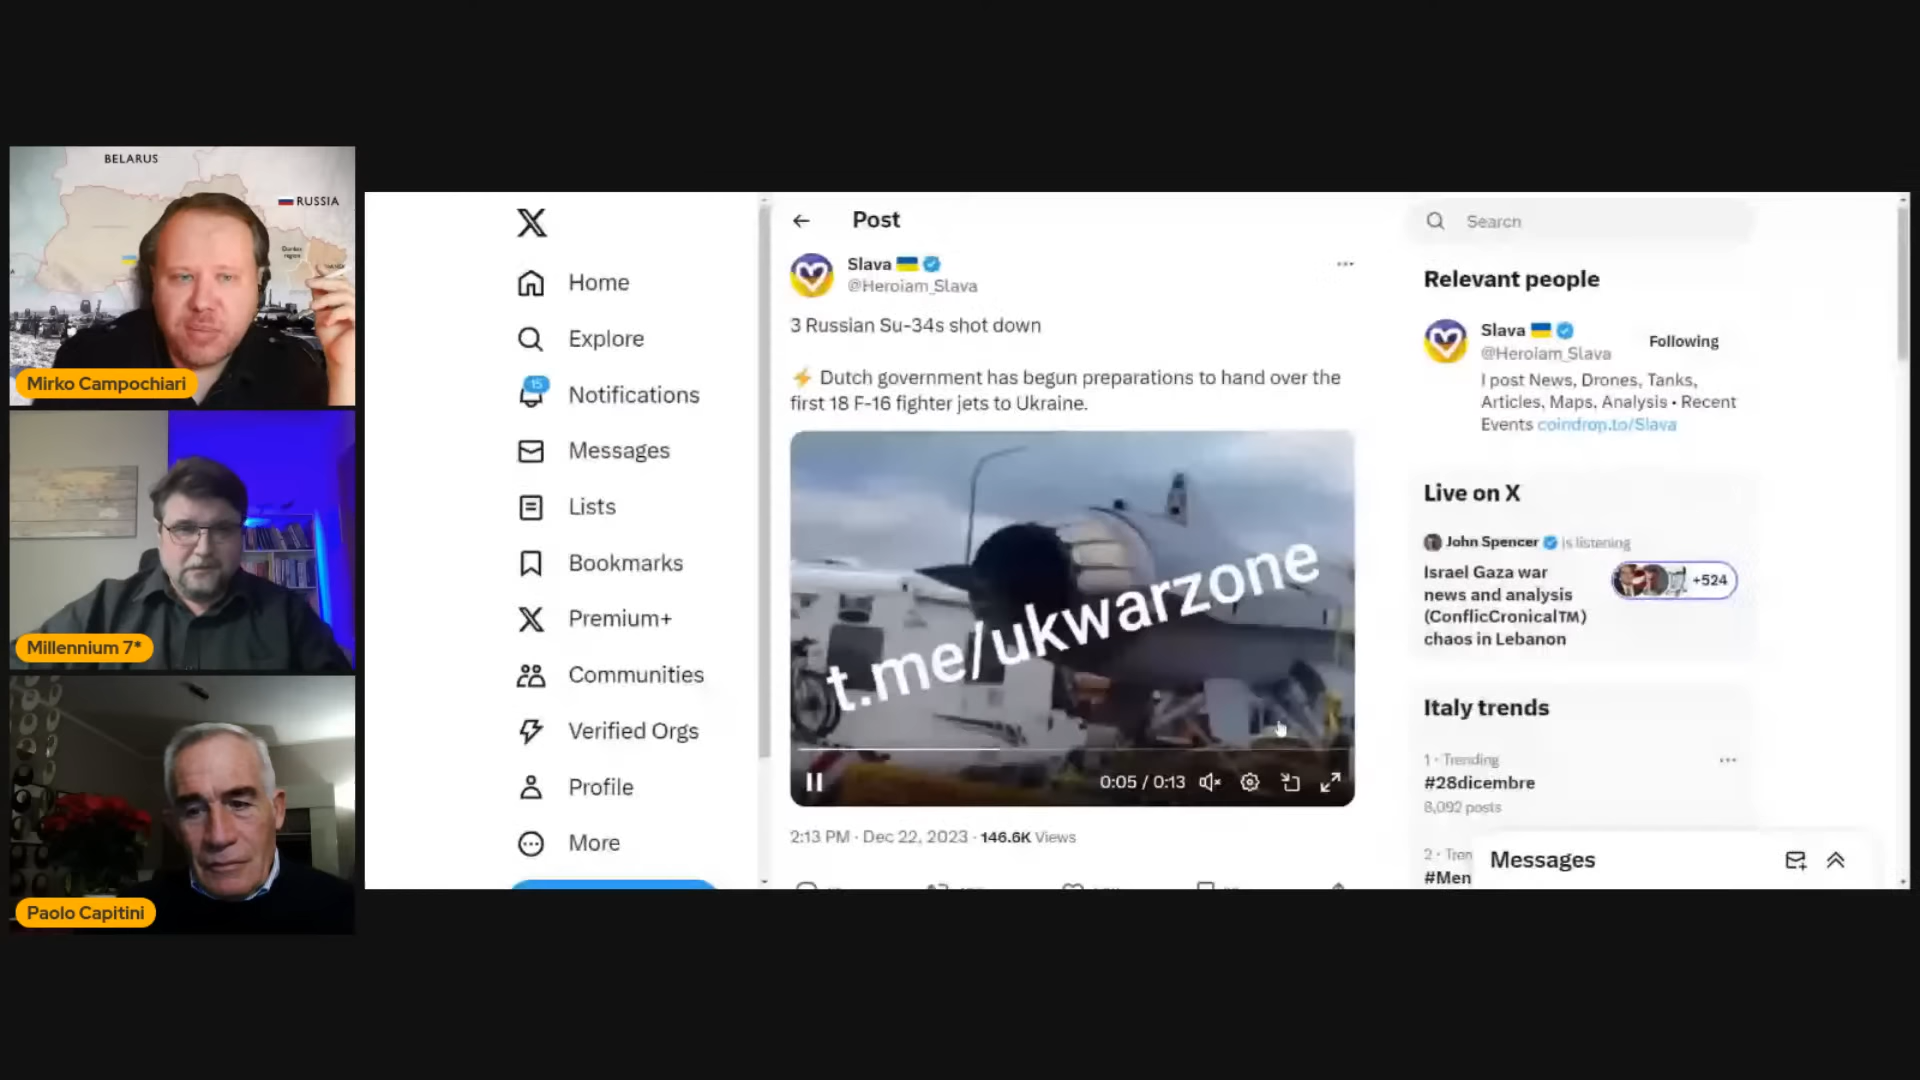 BELARUS
RUSSIA
Donbas
region
Mirko Campochiari
Millennium 7*
Paolo Capitini
Home
Explore
15
Notifications
Messages
Lists
Bookmarks
Premium+
Communities
Verified Orgs
Profile
More
Post
Slava
@Heroiam_Slava
3 Russian Su-34s shot down
Dutch government has begun preparations to hand over the
first 18 F-16 fighter jets to Ukraine.
t.me/ukwarzone
0:05 / 0:13
2:13 PM · Dec 22, 2023 · 146.6K Views
Search
Relevant people
Slava
@Heroiam_Slava
Following
I post News, Drones, Tanks,
Articles, Maps, Analysis • Recent
Events coindrop.to/Slava
Live on X
John Spencer is listening
Israel Gaza war
news and analysis
(ConflicCronicalTM)
chaos in Lebanon
+524
Italy trends
1 · Trending
#28dicembre
8,092 posts
2 · Tren
#Men
Messages